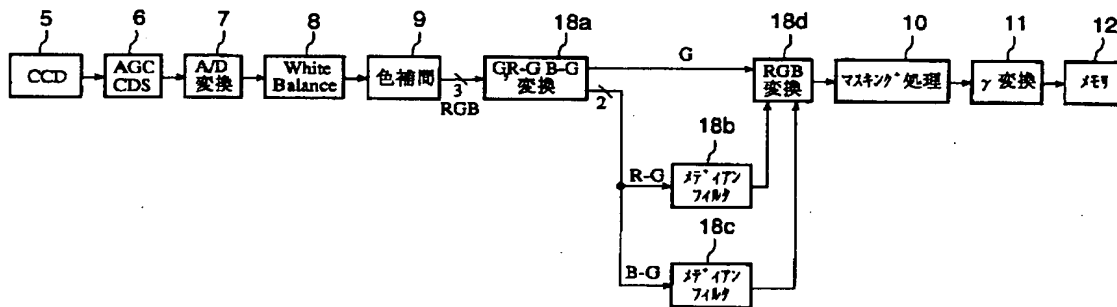 5
6
7
8
9
18a
18d
10
11
12
CCD
AGC
CDS
A/D
変換
White
Balance
色補間
3
RGB
G,R-G B-G
変換
2
G
RGB
変換
マスキング処理
γ 変換
メモリ
18b
R-G
メディアン
フィルタ
18c
B-G
メディアン
フィルタ